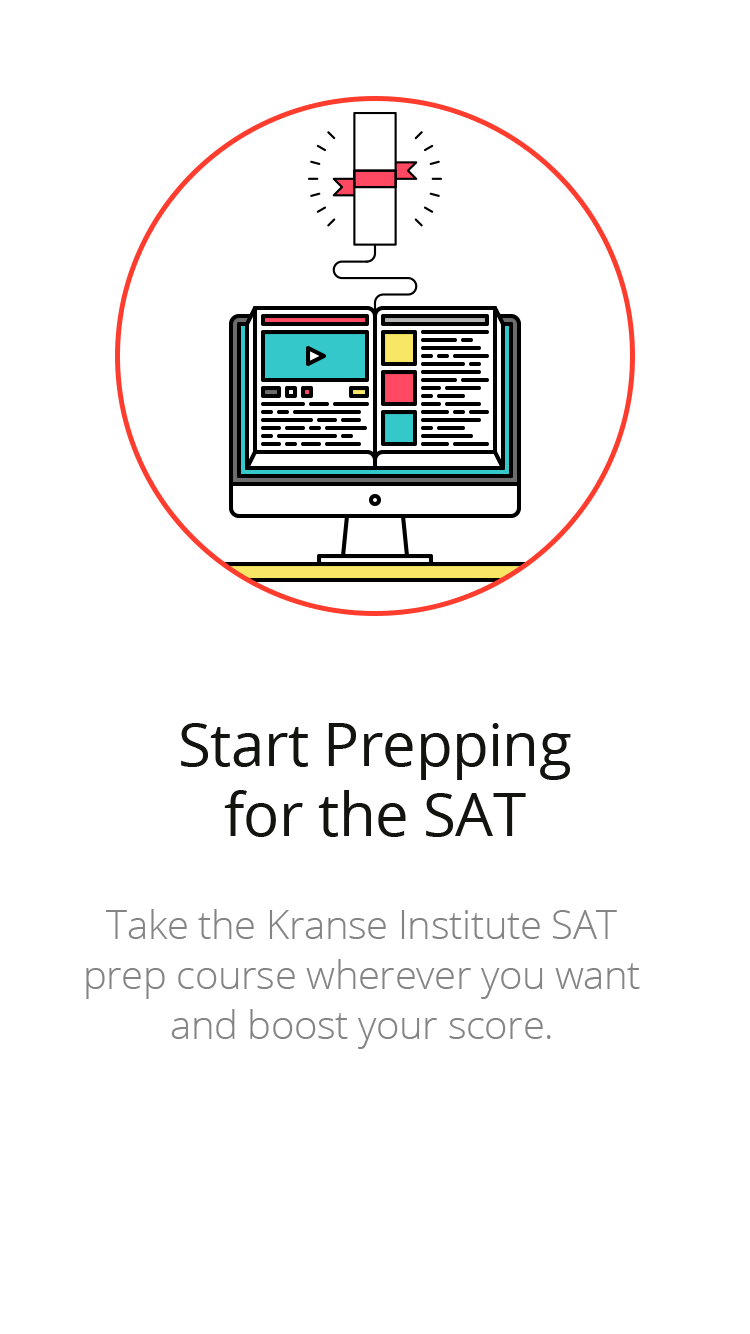 Start Prepping
for the SAT
Take the Kranse Institute SAT
prep course wherever you want
and boost your score.